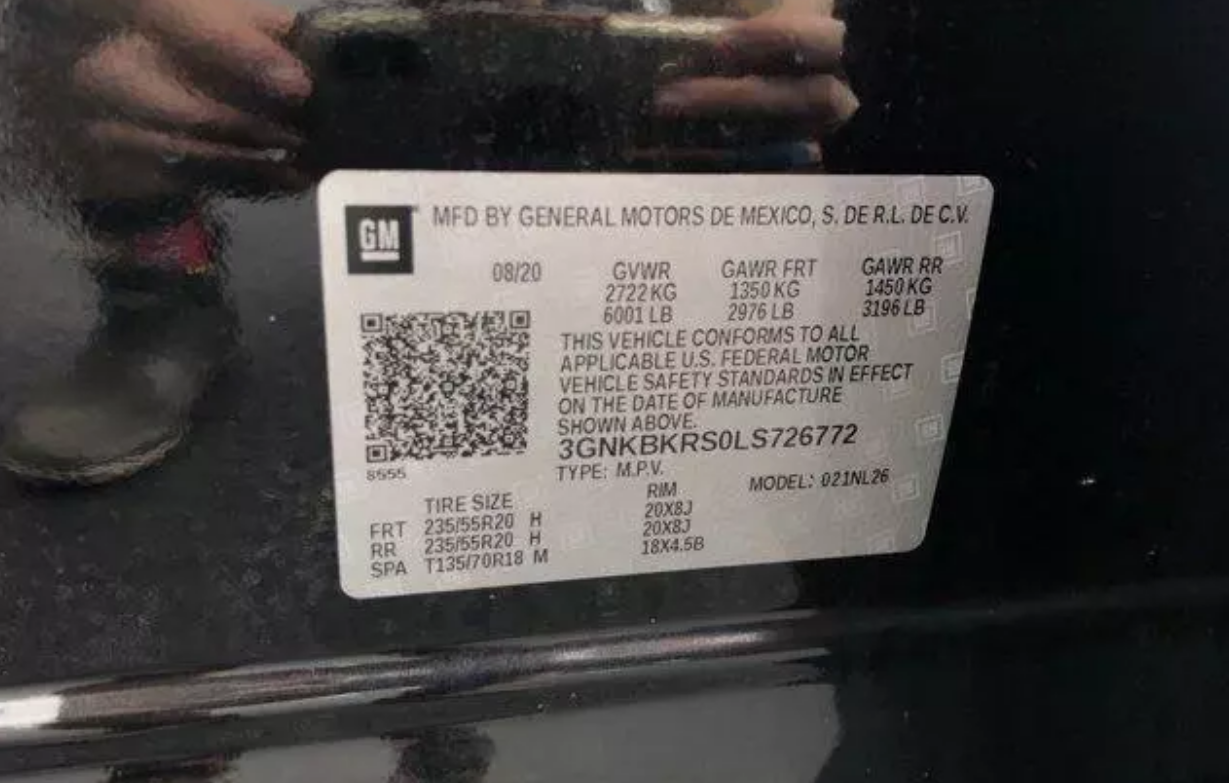 GM
MFD BY GENERAL MOTORS DE MEXICO, S. DE R.L. DE C.V.
08/20 GVWR GAWR FRT GAWR RR
2722 KG 1350 KG 1450 KG
6001 LB 2976 LB 3196 LB
THIS VEHICLE CONFORMS TO ALL
APPLICABLE U.S. FEDERAL MOTOR
VEHICLE SAFETY STANDARDS IN EFFECT
ON THE DATE OF MANUFACTURE
SHOWN ABOVE.
3GNKBKRS0LS726772
8555
TYPE: M.P.V. MODEL: 021NL26
TIRE SIZE RIM
FRT 235/55R20 H 20X8J
RR 235/55R20 H 20X8J
SPA T135/70R18 M 18X4.5B